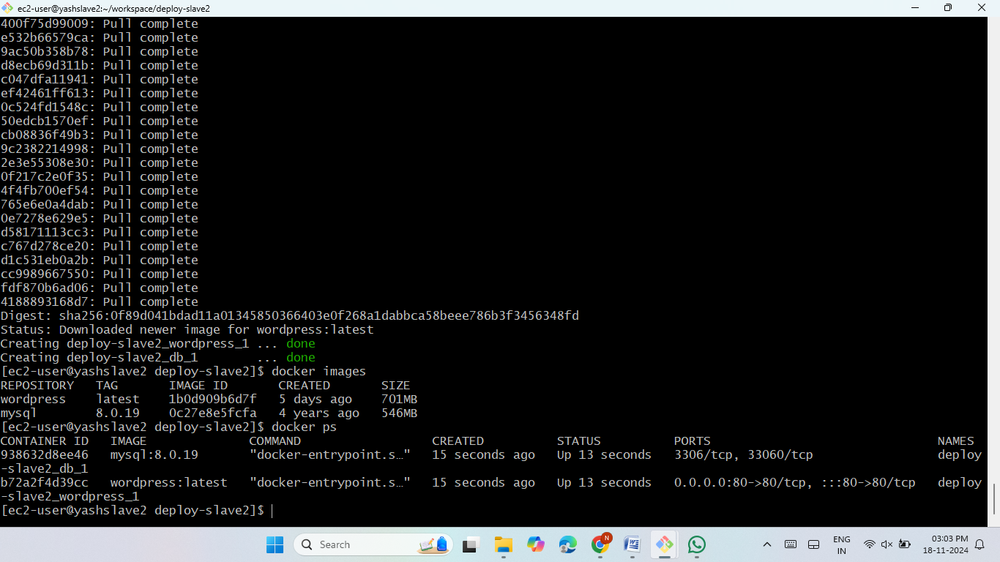 ec2-user@yashslave2:~/workspace/deploy-slave2
400f75d99009: Pull complete
e532b66579ca: Pull complete
9ac50b358b78: Pull complete
d8ecb69d311b: Pull complete
c047dfa11941: Pull complete
ef42461ff613: Pull complete
0c524fd1548c: Pull complete
50edcb1570ef: Pull complete
cb08836f49b3: Pull complete
9c2382214998: Pull complete
2e3e55308e30: Pull complete
0f217c2e0f35: Pull complete
4f4fb700ef54: Pull complete
765e6e0a4dab: Pull complete
0e7278e629e5: Pull complete
d58171113cc3: Pull complete
c767d278ce20: Pull complete
d1c531eb0a2b: Pull complete
cc9989667550: Pull complete
fdf870b6ad06: Pull complete
4188893168d7: Pull complete
Digest: sha256:0f89d041bdad11a01345850366403e0f268a1dabbca58beee786b3f3456348fd
Status: Downloaded newer image for wordpress:latest
Creating deploy-slave2_wordpress_1 ... done
Creating deploy-slave2_db_1        ... done
[ec2-user@yashslave2 deploy-slave2]$ docker images
REPOSITORY   TAG       IMAGE ID       CREATED       SIZE
wordpress    latest    1b0d909b6d7f   5 days ago    701MB
mysql        8.0.19    0c27e8e5fcfa   4 years ago   546MB
[ec2-user@yashslave2 deploy-slave2]$ docker ps
CONTAINER ID   IMAGE              COMMAND                  CREATED          STATUS          PORTS                               NAMES
938632d8ee46   mysql:8.0.19       "docker-entrypoint.s…"   15 seconds ago   Up 13 seconds   3306/tcp, 33060/tcp                 deploy
-slave2_db_1
b72a2f4d39cc   wordpress:latest   "docker-entrypoint.s…"   15 seconds ago   Up 13 seconds   0.0.0.0:80->80/tcp, :::80->80/tcp   deploy
-slave2_wordpress_1
[ec2-user@yashslave2 deploy-slave2]$
Search
N
ENG
IN
03:03 PM
18-11-2024